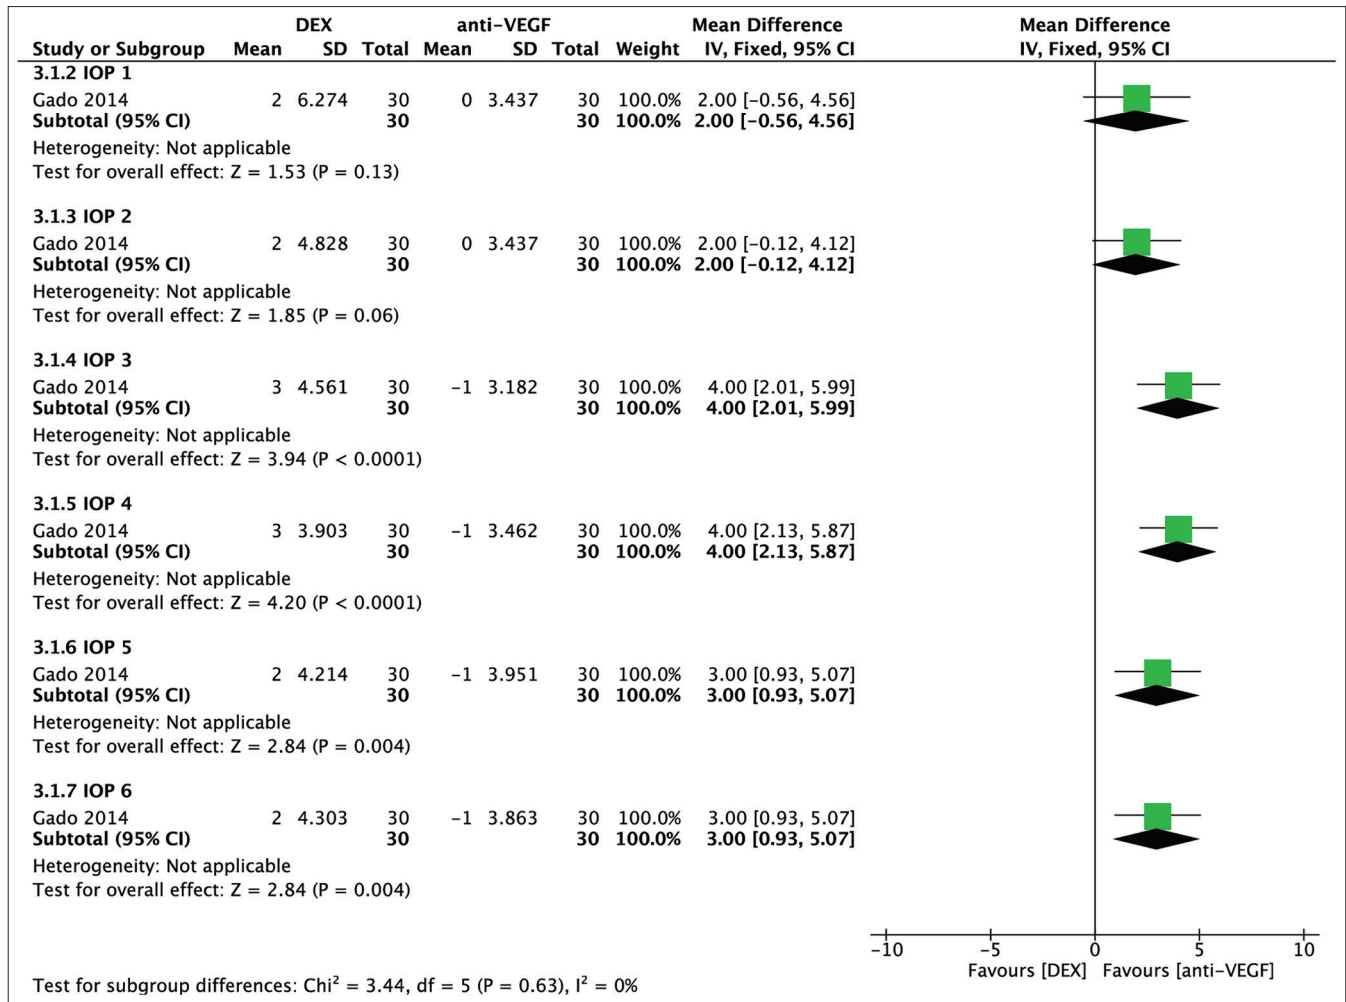 DEX anti-VEGF Mean Difference Mean Difference
Study or Subgroup Mean SD Total Mean SD Total Weight IV, Fixed, 95% CI IV, Fixed, 95% CI
3.1.2 IOP 1
Gado 2014 2 6.274 30 0 3.437 30 100.0% 2.00 [−0.56, 4.56]
Subtotal (95% CI) 30 30 100.0% 2.00 [−0.56, 4.56]
Heterogeneity: Not applicable
Test for overall effect: Z = 1.53 (P = 0.13)
3.1.3 IOP 2
Gado 2014 2 4.828 30 0 3.437 30 100.0% 2.00 [−0.12, 4.12]
Subtotal (95% CI) 30 30 100.0% 2.00 [−0.12, 4.12]
Heterogeneity: Not applicable
Test for overall effect: Z = 1.85 (P = 0.06)
3.1.4 IOP 3
Gado 2014 3 4.561 30 −1 3.182 30 100.0% 4.00 [2.01, 5.99]
Subtotal (95% CI) 30 30 100.0% 4.00 [2.01, 5.99]
Heterogeneity: Not applicable
Test for overall effect: Z = 3.94 (P < 0.0001)
3.1.5 IOP 4
Gado 2014 3 3.903 30 −1 3.462 30 100.0% 4.00 [2.13, 5.87]
Subtotal (95% CI) 30 30 100.0% 4.00 [2.13, 5.87]
Heterogeneity: Not applicable
Test for overall effect: Z = 4.20 (P < 0.0001)
3.1.6 IOP 5
Gado 2014 2 4.214 30 −1 3.951 30 100.0% 3.00 [0.93, 5.07]
Subtotal (95% CI) 30 30 100.0% 3.00 [0.93, 5.07]
Heterogeneity: Not applicable
Test for overall effect: Z = 2.84 (P = 0.004)
3.1.7 IOP 6
Gado 2014 2 4.303 30 −1 3.863 30 100.0% 3.00 [0.93, 5.07]
Subtotal (95% CI) 30 30 100.0% 3.00 [0.93, 5.07]
Heterogeneity: Not applicable
Test for overall effect: Z = 2.84 (P = 0.004)
−10 −5 0 5 10
Favours [DEX] Favours [anti−VEGF]
Test for subgroup differences: Chi² = 3.44, df = 5 (P = 0.63), I² = 0%